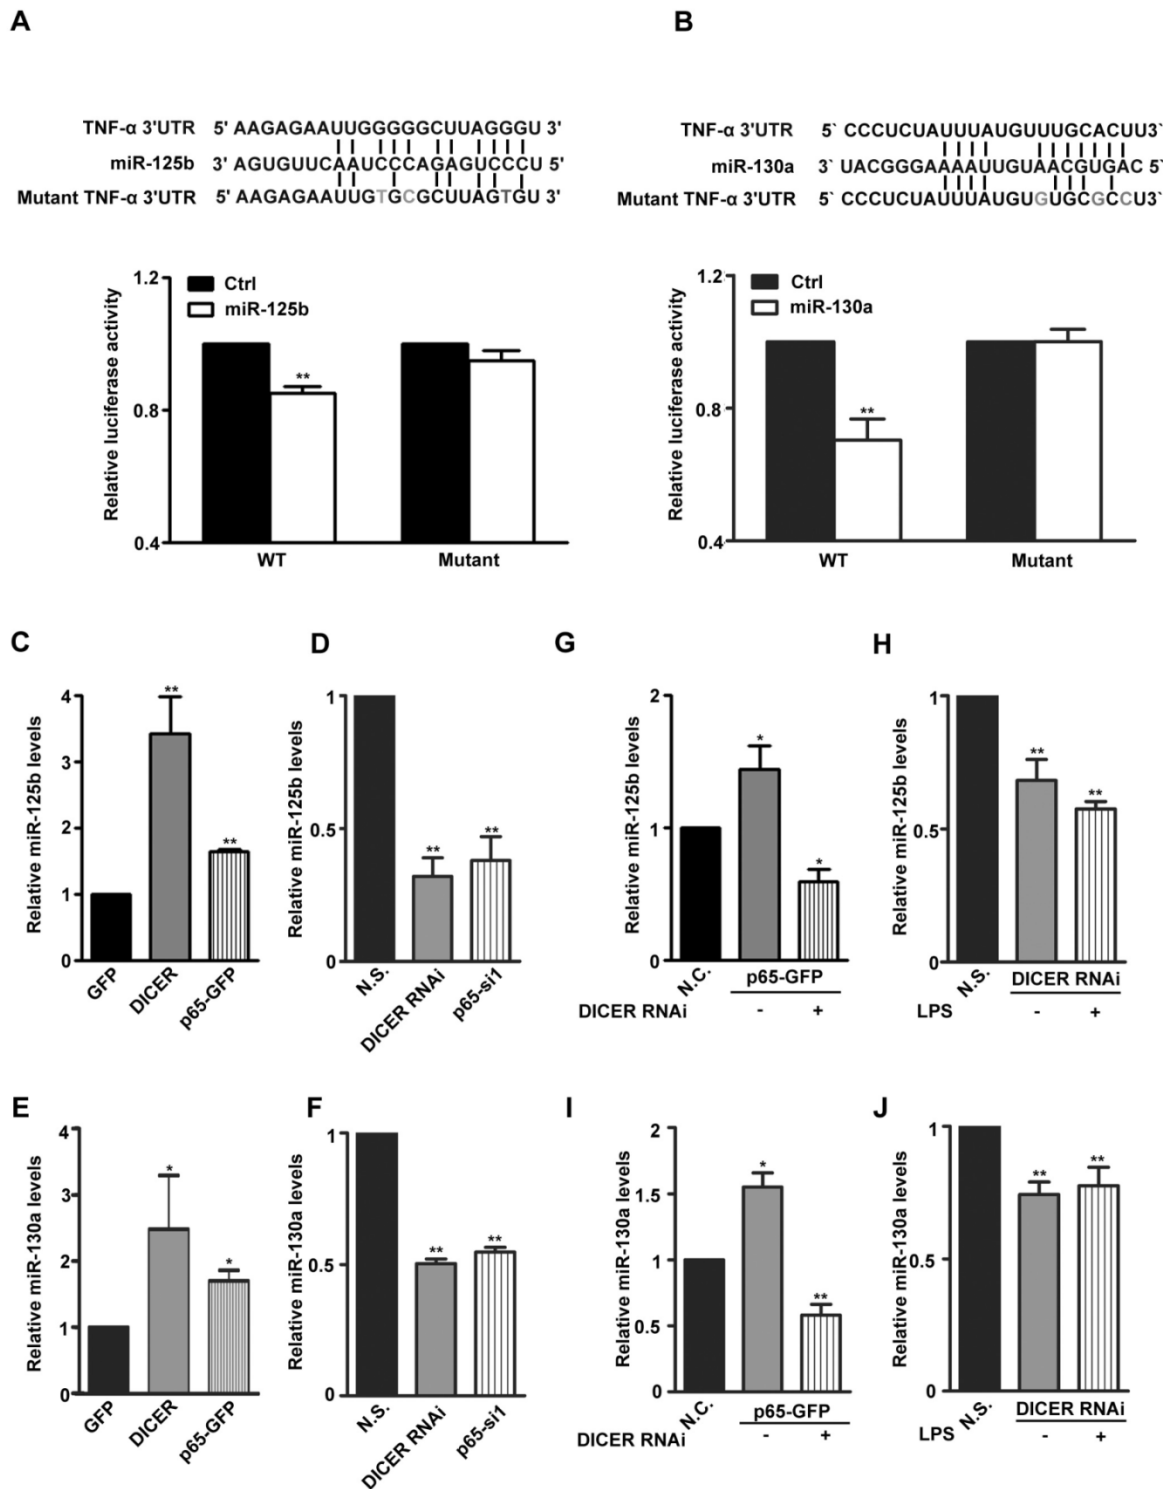 A
TNF-α 3'UTR 5' AAGAGAAUUGGGGGCUUAGGGU 3'
miR-125b 3' AGUGUUCAAUCCCAGAGUCCCU 5'
Mutant TNF-α 3'UTR 5' AAGAGAAUUGTGCGCUUAGTGU 3'
1.2
0.8
0.4
Relative luciferase activity
Ctrl
miR-125b
**
WT
Mutant
B
TNF-α 3'UTR 5` CCCUCUAUUUAUGUUUGCACUU3`
miR-130a 3` UACGGGAAAAUUGUAACGUGAC 5`
Mutant TNF-α 3'UTR 5` CCCUCUAUUUAUGUGUGCGCCU3`
1.2
0.8
0.4
Relative luciferase activity
Ctrl
miR-130a
**
WT
Mutant
C
Relative miR-125b levels
4
3
2
1
0
**
**
GFP
DICER
p65-GFP
D
Relative miR-125b levels
1
0.5
0
**
**
N.S.
DICER RNAi
p65-si1
G
Relative miR-125b levels
2
1
0
*
*
N.C.
p65-GFP
DICER RNAi - +
H
Relative miR-125b levels
1
0.5
0
**
**
N.S.
DICER RNAi
LPS - +
E
Relative miR-130a levels
4
3
2
1
0
*
*
GFP
DICER
p65-GFP
F
Relative miR-130a levels
1
0.5
0
**
**
N.S.
DICER RNAi
p65-si1
I
Relative miR-130a levels
2
1.5
1
0.5
0
*
**
N.C.
p65-GFP
DICER RNAi - +
J
Relative miR-130a levels
1
0.5
0
**
**
N.S.
DICER RNAi
LPS - +